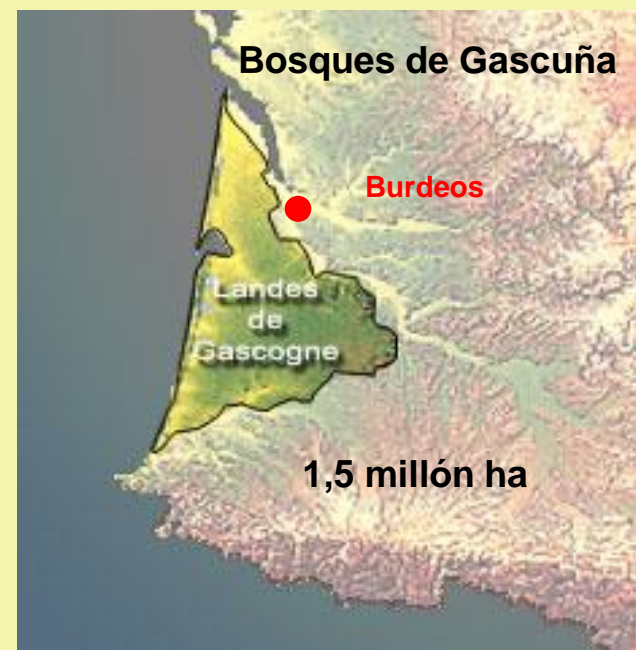 Bosques de Gascuña
Burdeos
Landes
de
Gascogne
1,5 millón ha